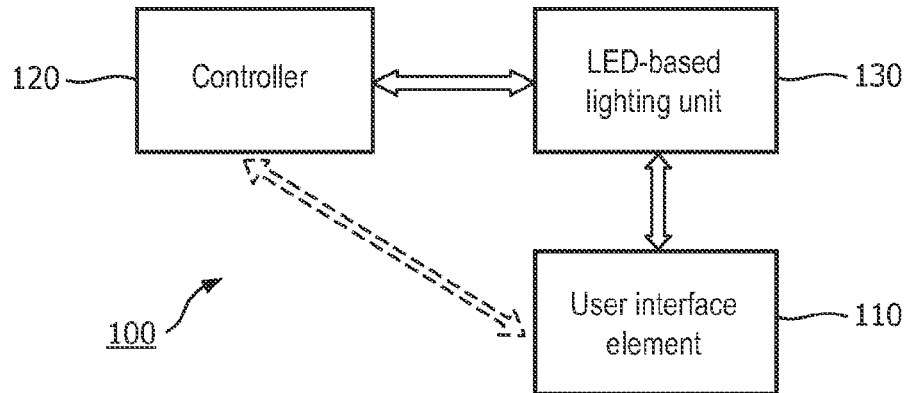 120
Controller
LED-based
lighting unit
130
User interface
element
110
100